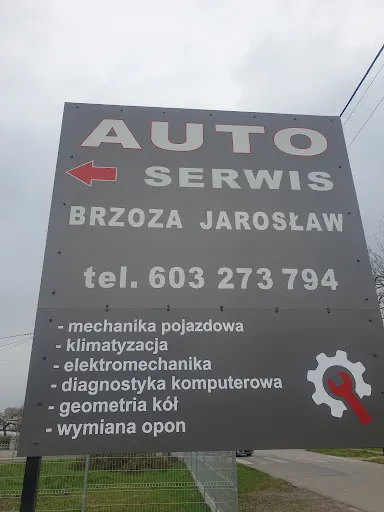 AUTO
SERWIS
BRZOZA JAROSŁAW
tel. 603 273 794
- mechanika pojazdowa
- klimatyzacja
- elektromechanika
- diagnostyka komputerowa
- geometria kół
- wymiana opon